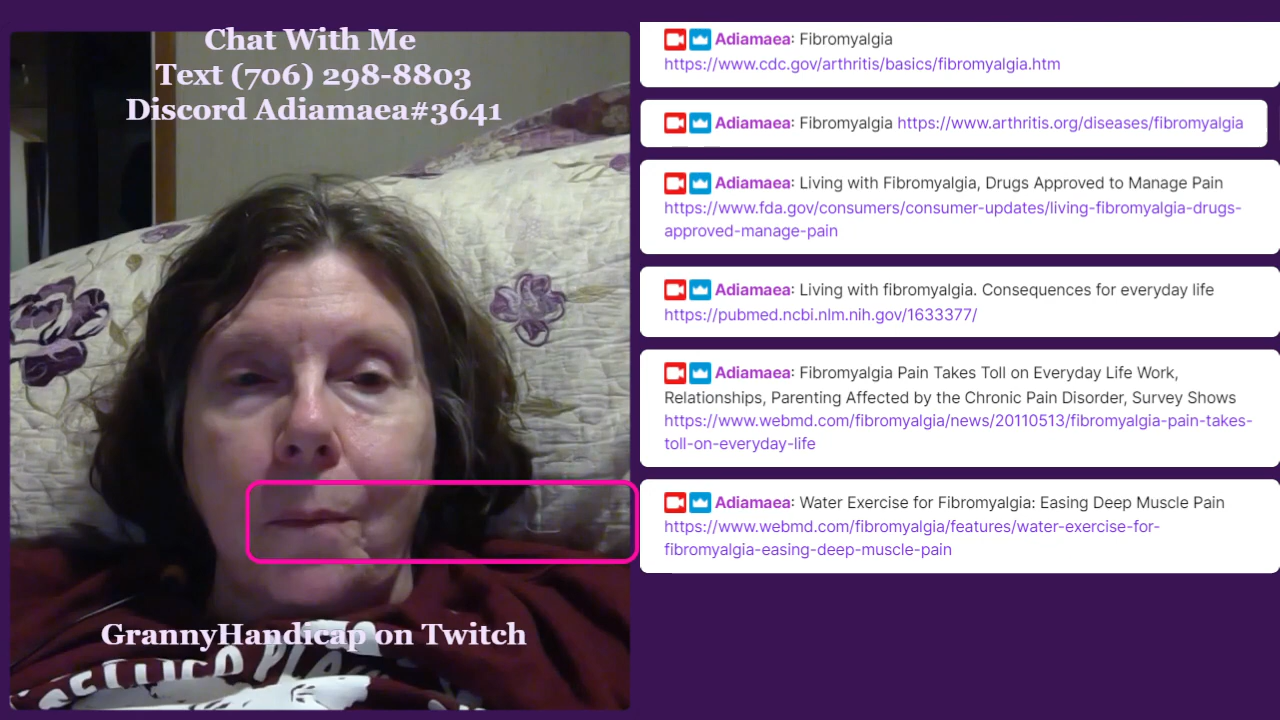 Chat With Me
Text (706) 298-8803
Discord Adiamaea#3641
GrannyHandicap on Twitch
Adiamaea: Fibromyalgia
https://www.cdc.gov/arthritis/basics/fibromyalgia.htm
Adiamaea: Fibromyalgia https://www.arthritis.org/diseases/fibromyalgia
Adiamaea: Living with Fibromyalgia, Drugs Approved to Manage Pain
https://www.fda.gov/consumers/consumer-updates/living-fibromyalgia-drugs-
approved-manage-pain
Adiamaea: Living with fibromyalgia. Consequences for everyday life
https://pubmed.ncbi.nlm.nih.gov/1633377/
Adiamaea: Fibromyalgia Pain Takes Toll on Everyday Life Work,
Relationships, Parenting Affected by the Chronic Pain Disorder, Survey Shows
https://www.webmd.com/fibromyalgia/news/20110513/fibromyalgia-pain-takes-
toll-on-everyday-life
Adiamaea: Water Exercise for Fibromyalgia: Easing Deep Muscle Pain
https://www.webmd.com/fibromyalgia/features/water-exercise-for-
fibromyalgia-easing-deep-muscle-pain